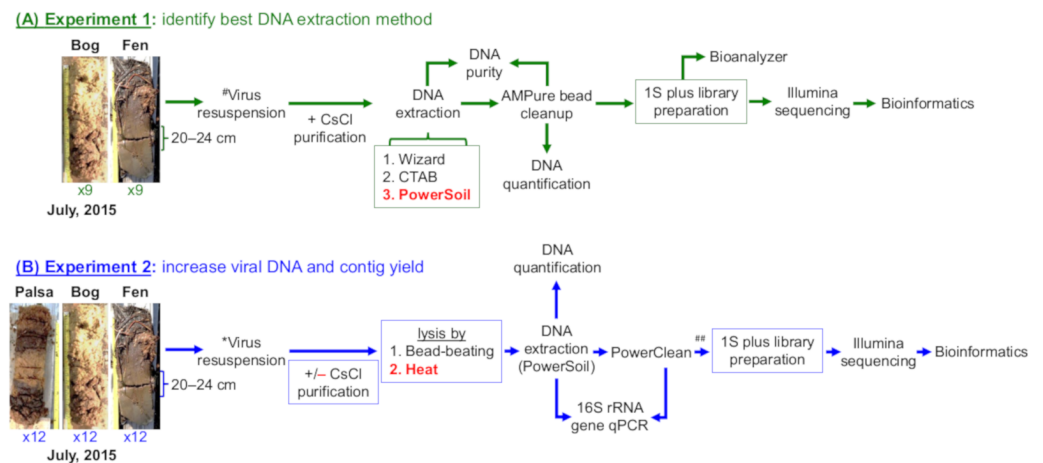 (A) Experiment 1: identify best DNA extraction method
Bog Fen
20–24 cm
x9 x9
July, 2015
#Virus
resuspension
+ CsCl
purification
DNA
extraction
1. Wizard
2. CTAB
3. PowerSoil
DNA
purity
AMPure bead
cleanup
DNA
quantification
1S plus library
preparation
Bioanalyzer
Illumina
sequencing
Bioinformatics
(B) Experiment 2: increase viral DNA and contig yield
Palsa Bog Fen
20–24 cm
x12 x12 x12
July, 2015
*Virus
resuspension
+/– CsCl
purification
lysis by
1. Bead-beating
2. Heat
DNA
quantification
DNA
extraction
(PowerSoil)
PowerClean
##
16S rRNA
gene qPCR
1S plus library
preparation
Illumina
sequencing
Bioinformatics